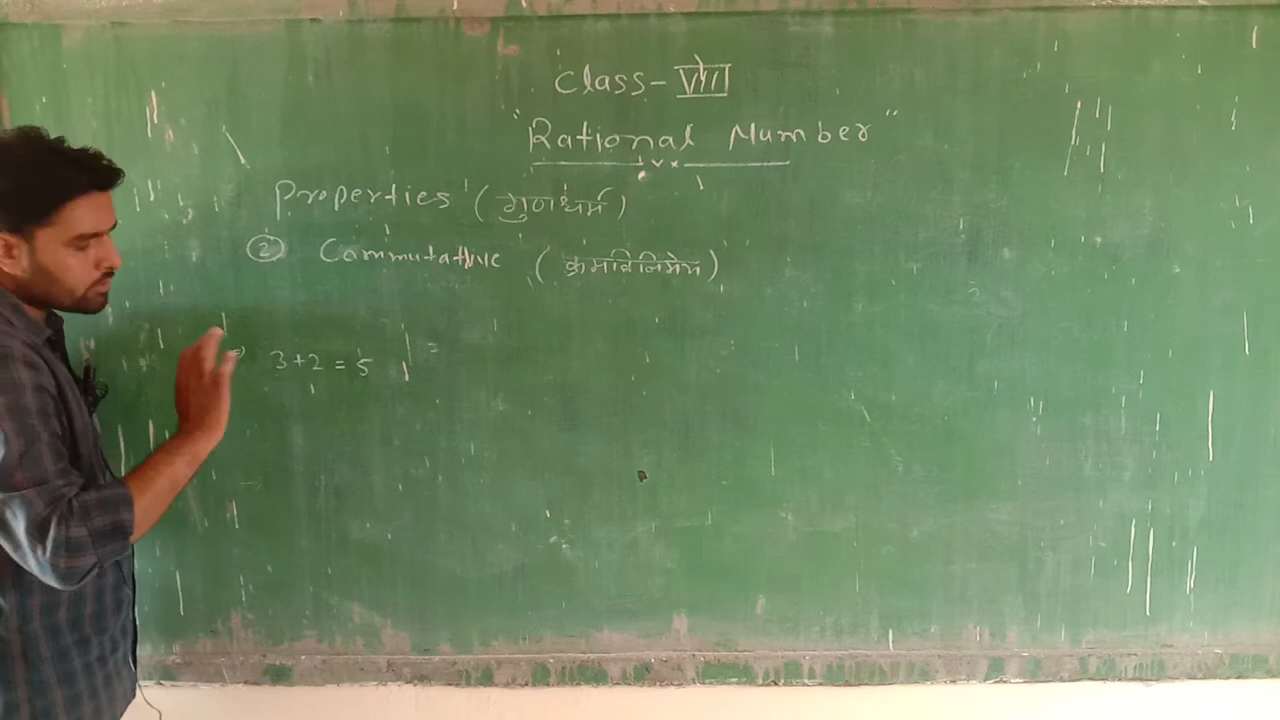 Class-VIII
"Rational Number"
Properties (गुणधर्म)
② Commutative (क्रमविनिमेय)
⇒ 3+2 = 5